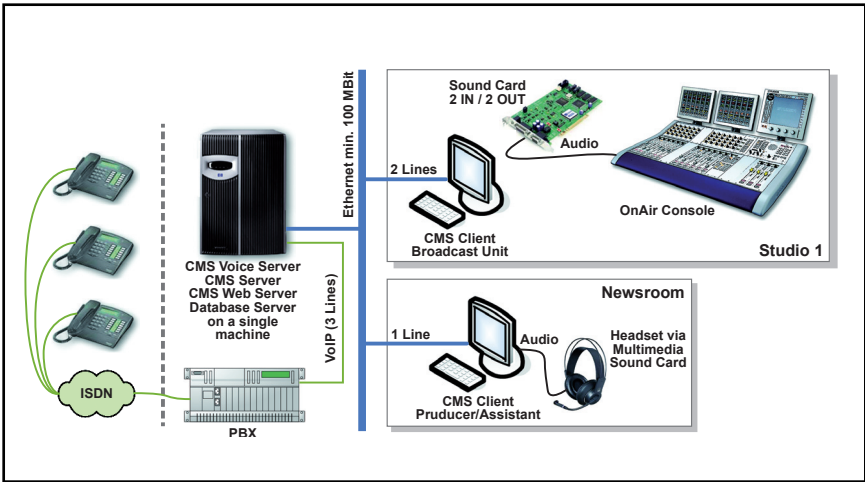 Ethernet min. 100 MBit
Sound Card
2 IN / 2 OUT
Audio
2 Lines
OnAir Console
CMS Client
Broadcast Unit
Studio 1
CMS Voice Server
CMS Server
CMS Web Server
Database Server
on a single
machine
VoIP (3 Lines)
Newsroom
1 Line
Audio
Headset via
Multimedia
Sound Card
CMS Client
Pruducer/Assistant
ISDN
PBX